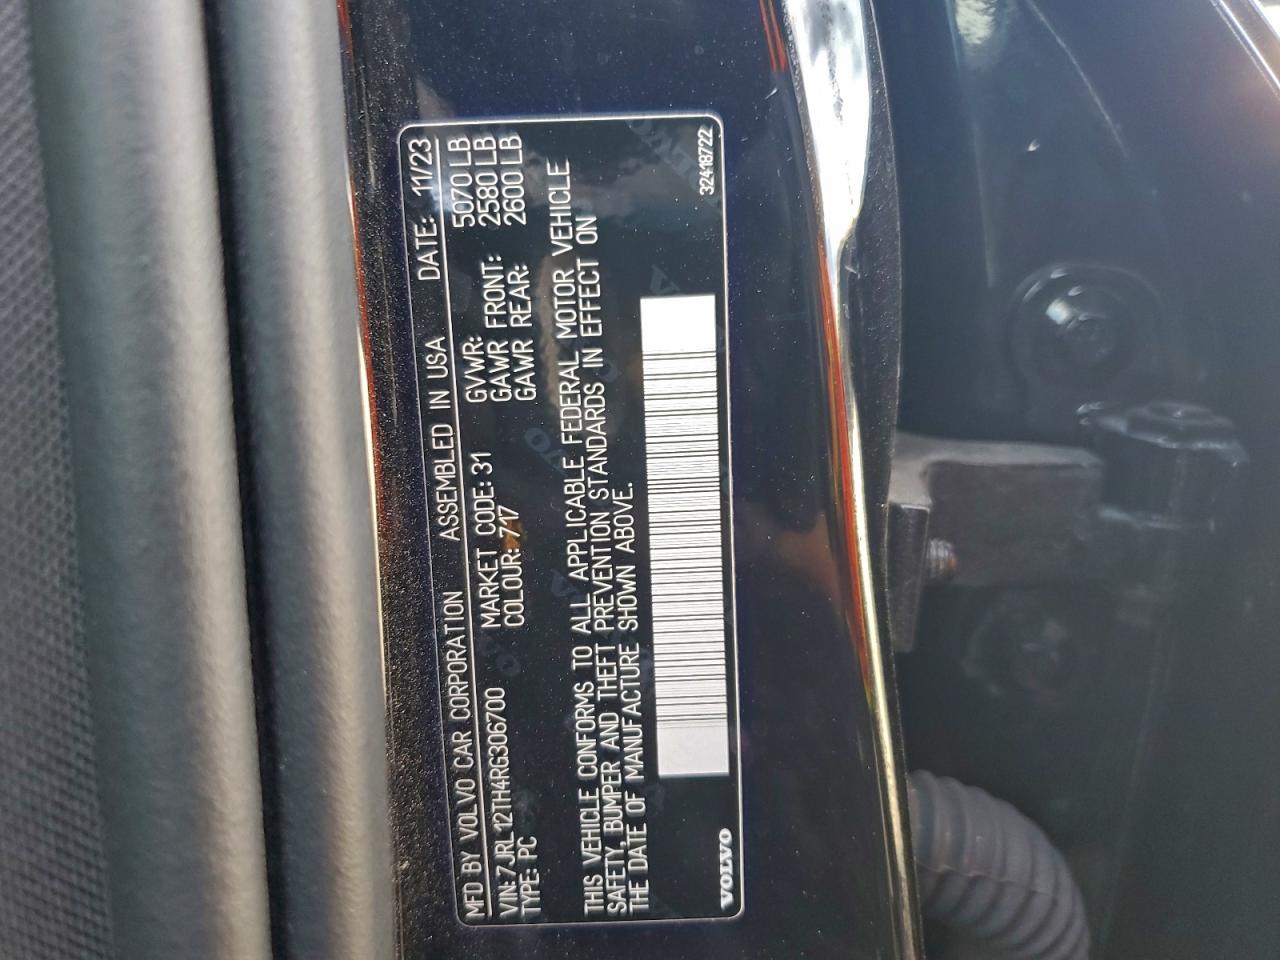 MFD BY VOLVO CAR CORPORATION ASSEMBLED IN USA DATE: 11/23
VIN: 7JRL12TH4RG306700 MARKET CODE: 31 GVWR: 5070 LB
TYPE: PC COLOUR: 717 GAWR FRONT: 2580 LB
GAWR REAR: 2600 LB
THIS VEHICLE CONFORMS TO ALL APPLICABLE FEDERAL MOTOR VEHICLE
SAFETY, BUMPER AND THEFT PREVENTION STANDARDS IN EFFECT ON
THE DATE OF MANUFACTURE SHOWN ABOVE.
VOLVO 32418722